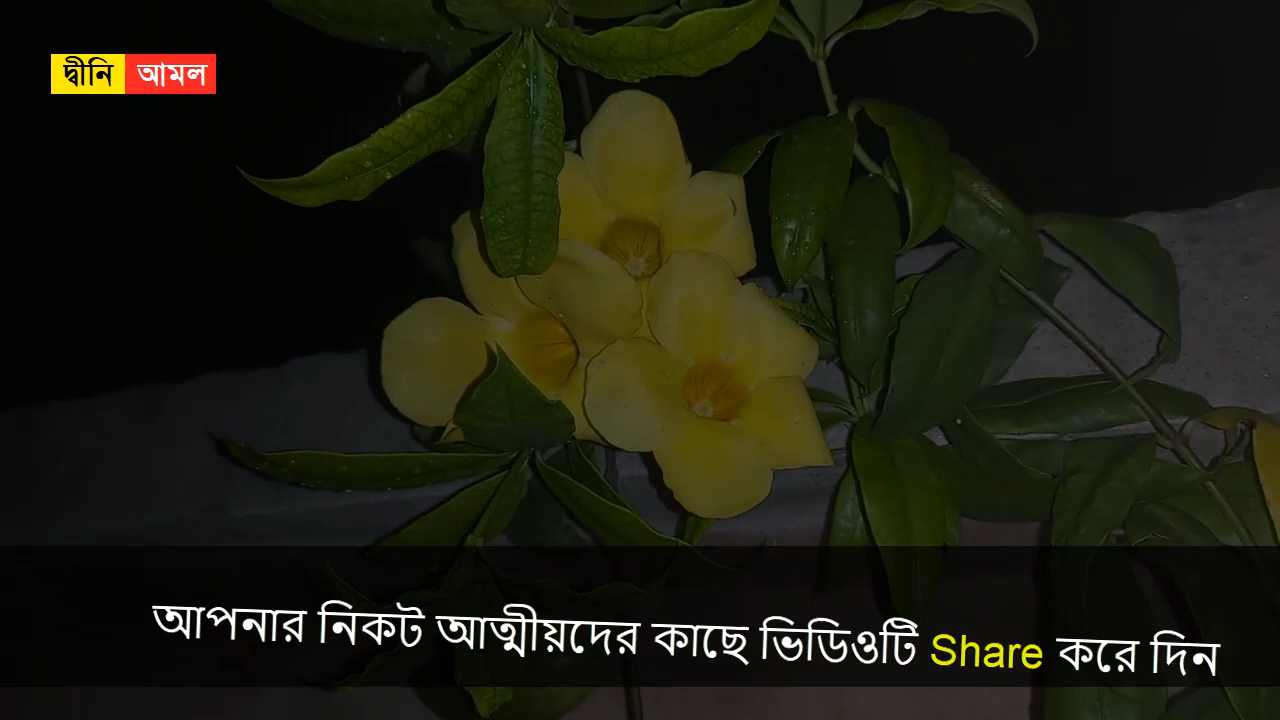 দ্বীনি আমল
আপনার নিকট আত্মীয়দের কাছে ভিডিওটি Share করে দিন